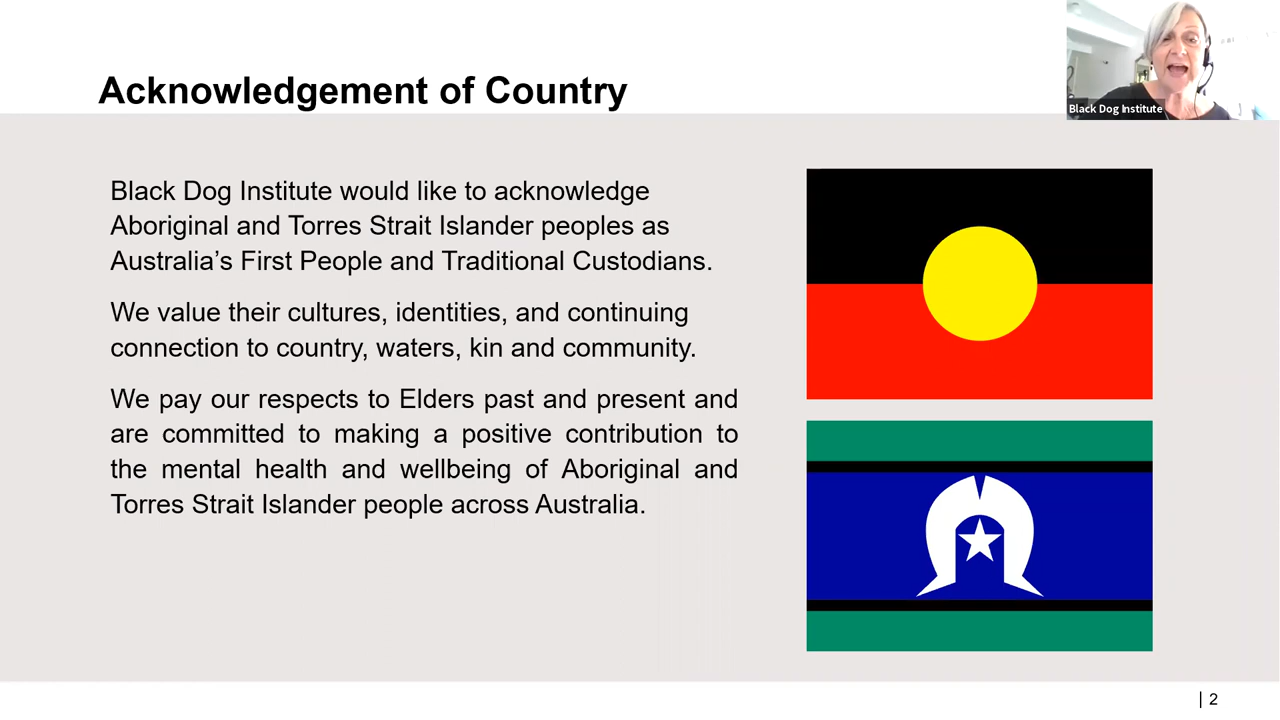 Acknowledgement of Country
Black Dog Institute
Black Dog Institute would like to acknowledge
Aboriginal and Torres Strait Islander peoples as
Australia’s First People and Traditional Custodians.
We value their cultures, identities, and continuing
connection to country, waters, kin and community.
We pay our respects to Elders past and present and
are committed to making a positive contribution to
the mental health and wellbeing of Aboriginal and
Torres Strait Islander people across Australia.
| 2